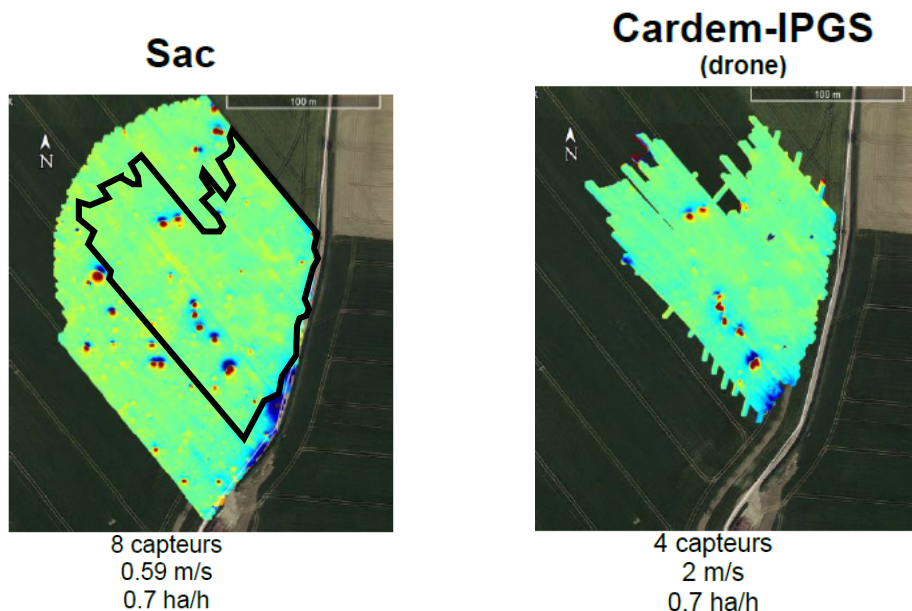 Sac
Cardem-IPGS
(drone)
100 m
N
100 m
N
8 capteurs
0.59 m/s
0.7 ha/h
4 capteurs
2 m/s
0.7 ha/h